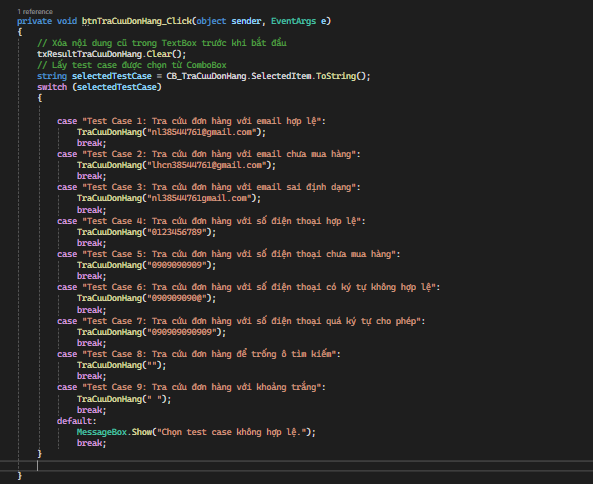 1 reference
private void btnTraCuuDonHang_Click(object sender, EventArgs e)
{
// Xóa nội dung cũ trong TextBox trước khi bắt đầu
txResultTraCuuDonHang.Clear();
// Lấy test case được chọn từ ComboBox
string selectedTestCase = CB_TraCuuDonHang.SelectedItem.ToString();
switch (selectedTestCase)
{
case "Test Case 1: Tra cứu đơn hàng với email hợp lệ":
TraCuuDonHang("nl38544761@gmail.com");
break;
case "Test Case 2: Tra cứu đơn hàng với email chưa mua hàng":
TraCuuDonHang("lhcn38544761@gmail.com");
break;
case "Test Case 3: Tra cứu đơn hàng với email sai định dạng":
TraCuuDonHang("nl38544761gmail.com");
break;
case "Test Case 4: Tra cứu đơn hàng với số điện thoại hợp lệ":
TraCuuDonHang("0123456789");
break;
case "Test Case 5: Tra cứu đơn hàng với số điện thoại chưa mua hàng":
TraCuuDonHang("0909090909");
break;
case "Test Case 6: Tra cứu đơn hàng với số điện thoại có ký tự không hợp lệ":
TraCuuDonHang("090909090@");
break;
case "Test Case 7: Tra cứu đơn hàng với số điện thoại quá ký tự cho phép":
TraCuuDonHang("090909090909");
break;
case "Test Case 8: Tra cứu đơn hàng để trống ô tìm kiếm":
TraCuuDonHang("");
break;
case "Test Case 9: Tra cứu đơn hàng với khoảng trắng":
TraCuuDonHang(" ");
break;
default:
MessageBox.Show("Chọn test case không hợp lệ.");
break;
}
}